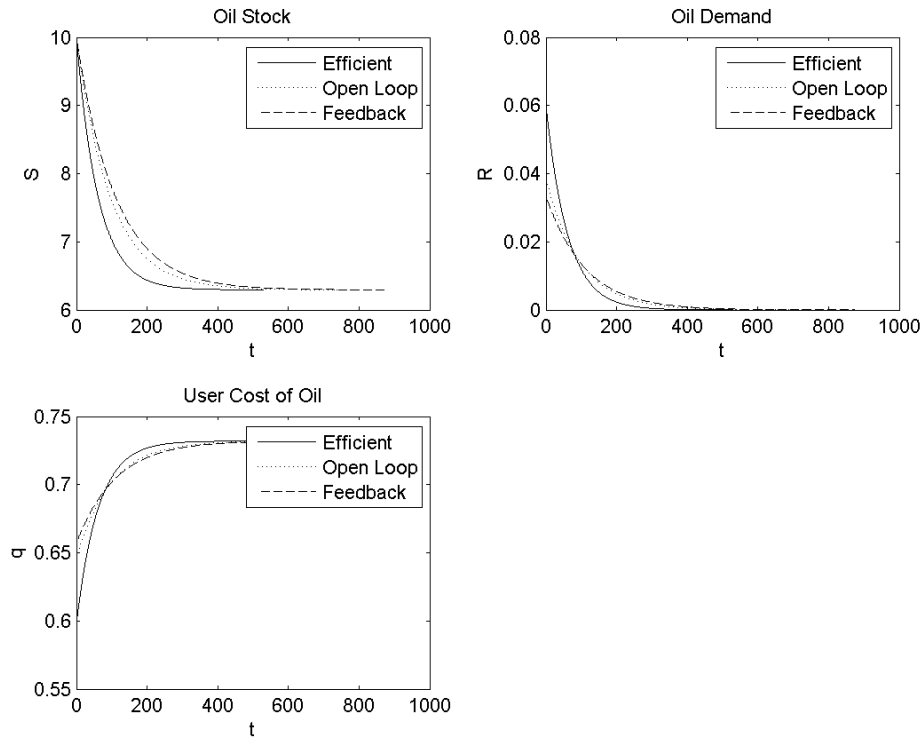 Oil Stock
10
9
8
7
6
S
0
200
400
600
800
1000
t
Efficient
Open Loop
Feedback
Oil Demand
0.08
0.06
0.04
0.02
0
R
0
200
400
600
800
1000
t
Efficient
Open Loop
Feedback
User Cost of Oil
0.75
0.7
0.65
0.6
0.55
q
0
200
400
600
800
1000
t
Efficient
Open Loop
Feedback